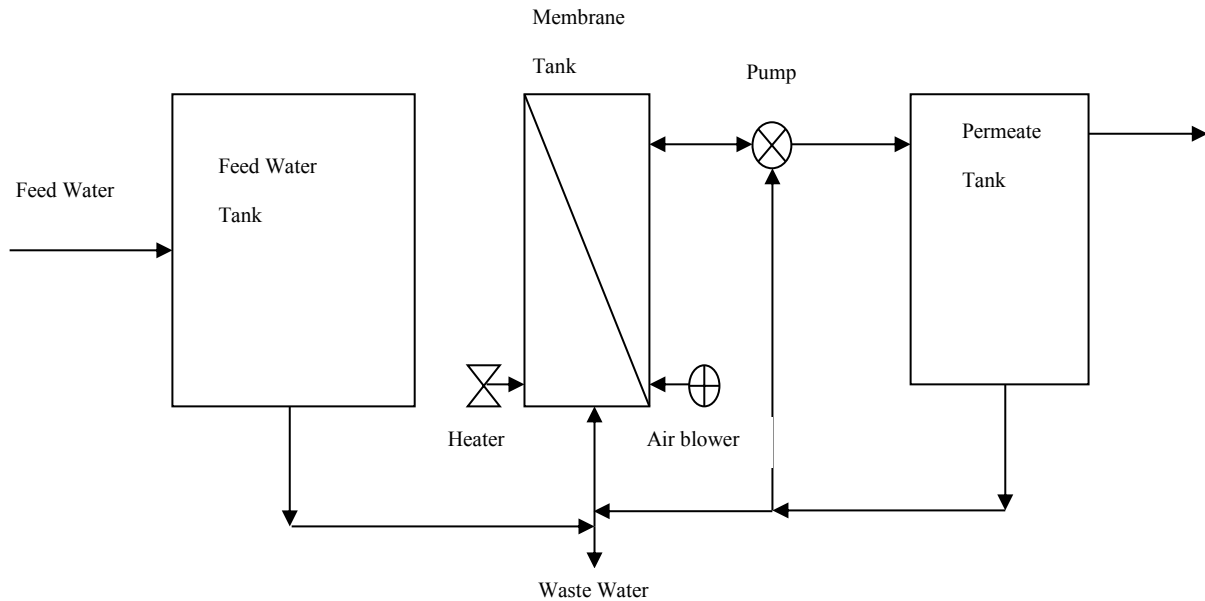 Membrane
Tank
Pump
Permeate
Tank
Feed Water
Tank
Feed Water
Heater
Air blower
Waste Water